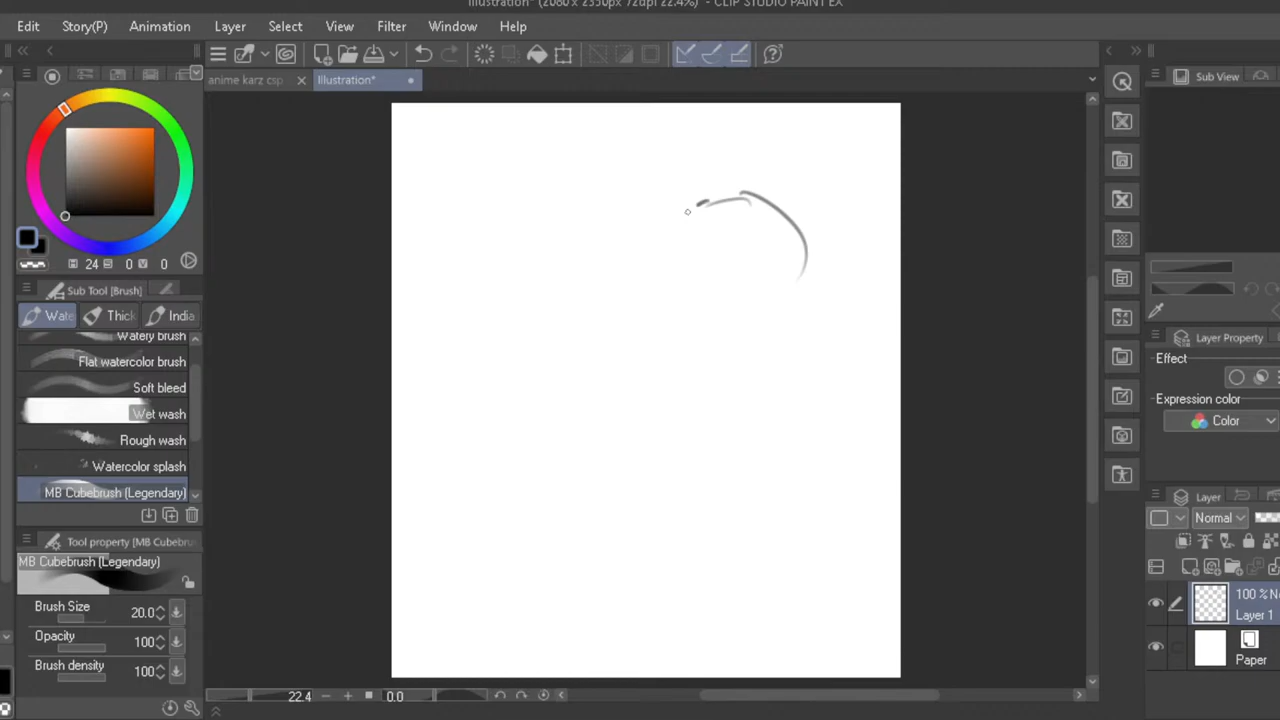 Illustration* (2080 x 2350px 72dpi 22.4%) - CLIP STUDIO PAINT EX
Edit Story(P) Animation Layer Select View Filter Window Help
anime karz csp Illustration*
Sub View
H 24 S 0 V 0
Sub Tool [Brush]
Wate Thick India
Watery brush
Flat watercolor brush
Soft bleed
Wet wash
Rough wash
Watercolor splash
MB Cubebrush (Legendary)
Tool property [MB Cubebru
MB Cubebrush (Legendary)
Brush Size 20.0
Opacity 100
Brush density 100
22.4 0.0
Layer Property
Effect
Expression color
Color
Layer
Normal
100 % No
Layer 1
Paper